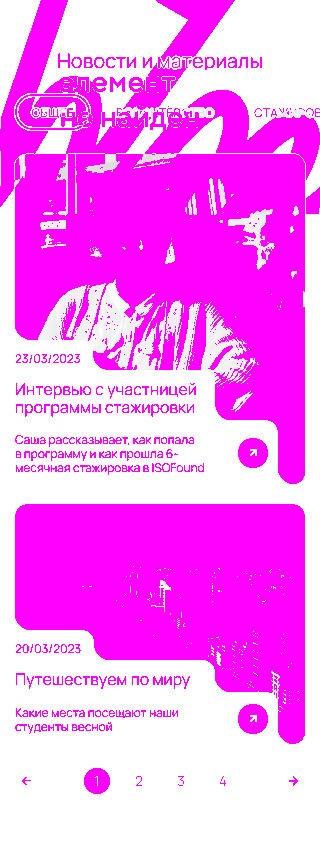 Новости и материалы
элемент
не найден
23/03/2023
Интервью с участницей
программы стажировки
Саша рассказывает, как попала
в программу и как прошла 6-
месячная стажировка в ISOFound
20/03/2023
Путешествуем по миру
Какие места посещают наши
студенты весной
← 1 2 3 4 →